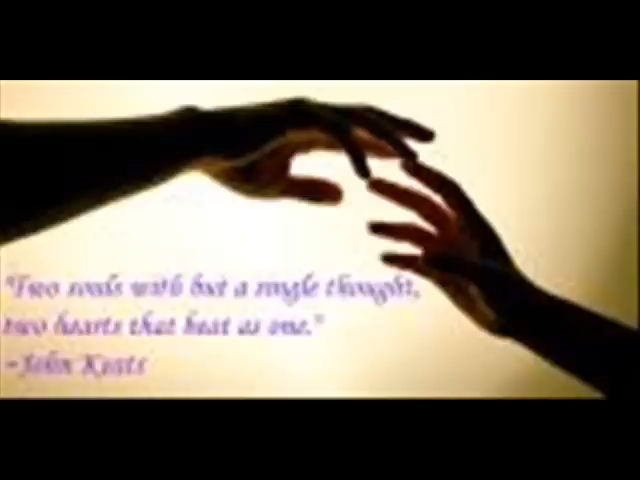 "Two souls with but a single thought,
two hearts that beat as one."
~John Keats